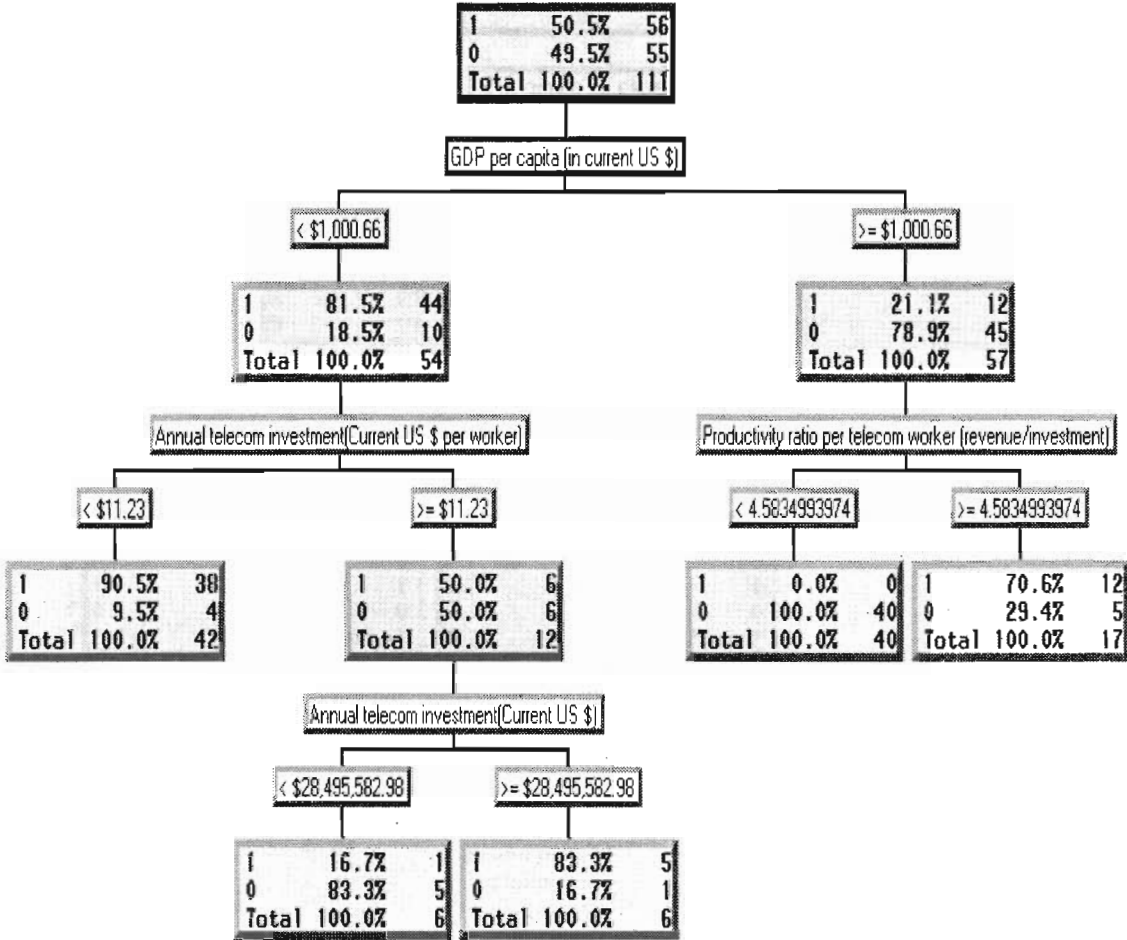 1 50.5% 56
0 49.5% 55
Total 100.0% 111
GDP per capita (in current US $)
< $1,000.66
>= $1,000.66
1 81.5% 44
0 18.5% 10
Total 100.0% 54
1 21.1% 12
0 78.9% 45
Total 100.0% 57
Annual telecom investment(Current US $ per worker)
Productivity ratio per telecom worker (revenue/investment)
< $11.23
>= $11.23
< 4.5834993974
>= 4.5834993974
1 90.5% 38
0 9.5% 4
Total 100.0% 42
1 50.0% 6
0 50.0% 6
Total 100.0% 12
1 0.0% 0
0 100.0% 40
Total 100.0% 40
1 70.6% 12
0 29.4% 5
Total 100.0% 17
Annual telecom investment(Current US $)
< $28,495,582.98
>= $28,495,582.98
1 16.7% 1
0 83.3% 5
Total 100.0% 6
1 83.3% 5
0 16.7% 1
Total 100.0% 6